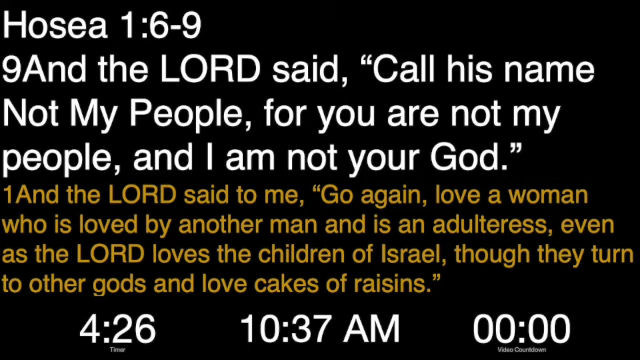 Hosea 1:6-9
9And the LORD said, “Call his name
Not My People, for you are not my
people, and I am not your God.”
1And the LORD said to me, “Go again, love a woman
who is loved by another man and is an adulteress, even
as the LORD loves the children of Israel, though they turn
to other gods and love cakes of raisins.”
4:26 10:37 AM 00:00
Timer Video Countdown